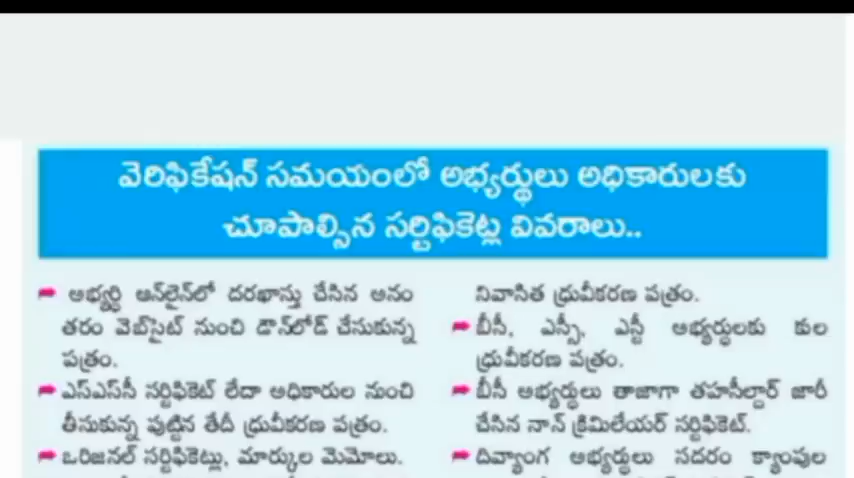 వెరిఫికేషన్ సమయంలో అభ్యర్థులు అధికారులకు
చూపాల్సిన సర్టిఫికెట్ల వివరాలు..
అభ్యర్థి ఆన్‌లైన్‌లో దరఖాస్తు చేసిన అనం
తరం వెబ్‌సైట్ నుంచి డౌన్‌లోడ్ చేసుకున్న
పత్రం.
ఎస్ఎస్‌సీ సర్టిఫికెట్ లేదా అధికారుల నుంచి
తీసుకున్న పుట్టిన తేదీ ధ్రువీకరణ పత్రం.
ఒరిజనల్ సర్టిఫికెట్లు, మార్కుల మెమోలు.
నివాసిత ధ్రువీకరణ పత్రం.
బీసీ, ఎస్సీ, ఎస్టీ అభ్యర్థులకు కుల
ధ్రువీకరణ పత్రం.
బీసీ అభ్యర్థులు తాజాగా తహసీల్దార్ జారీ
చేసిన నాన్ క్రిమిలేయర్ సర్టిఫికెట్.
దివ్యాంగ అభ్యర్థులు సదరం క్యాంపుల